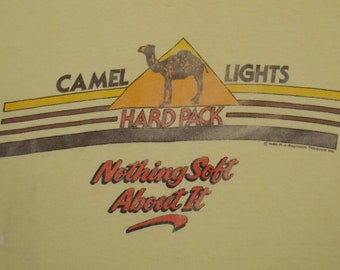 CAMEL LIGHTS
HARD PACK
Nothing Soft
About It